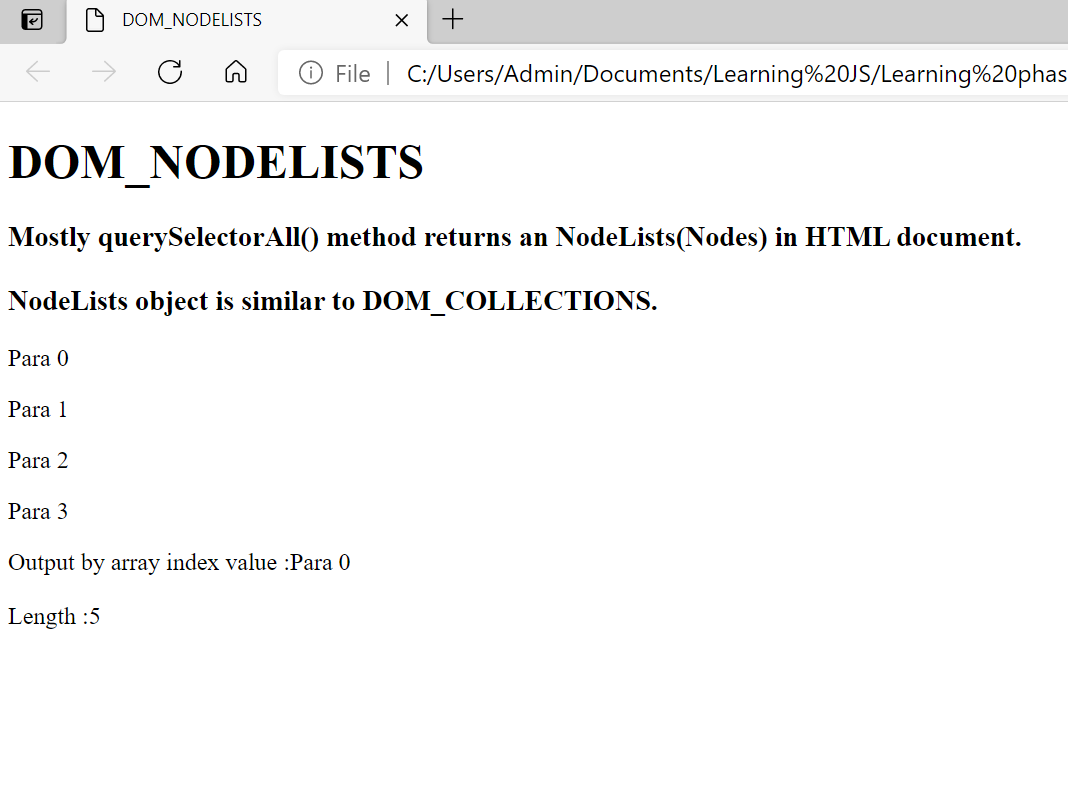 DOM_NODELISTS
File | C:/Users/Admin/Documents/Learning%20JS/Learning%20phas
DOM_NODELISTS
Mostly querySelectorAll() method returns an NodeLists(Nodes) in HTML document.
NodeLists object is similar to DOM_COLLECTIONS.
Para 0
Para 1
Para 2
Para 3
Output by array index value :Para 0
Length :5